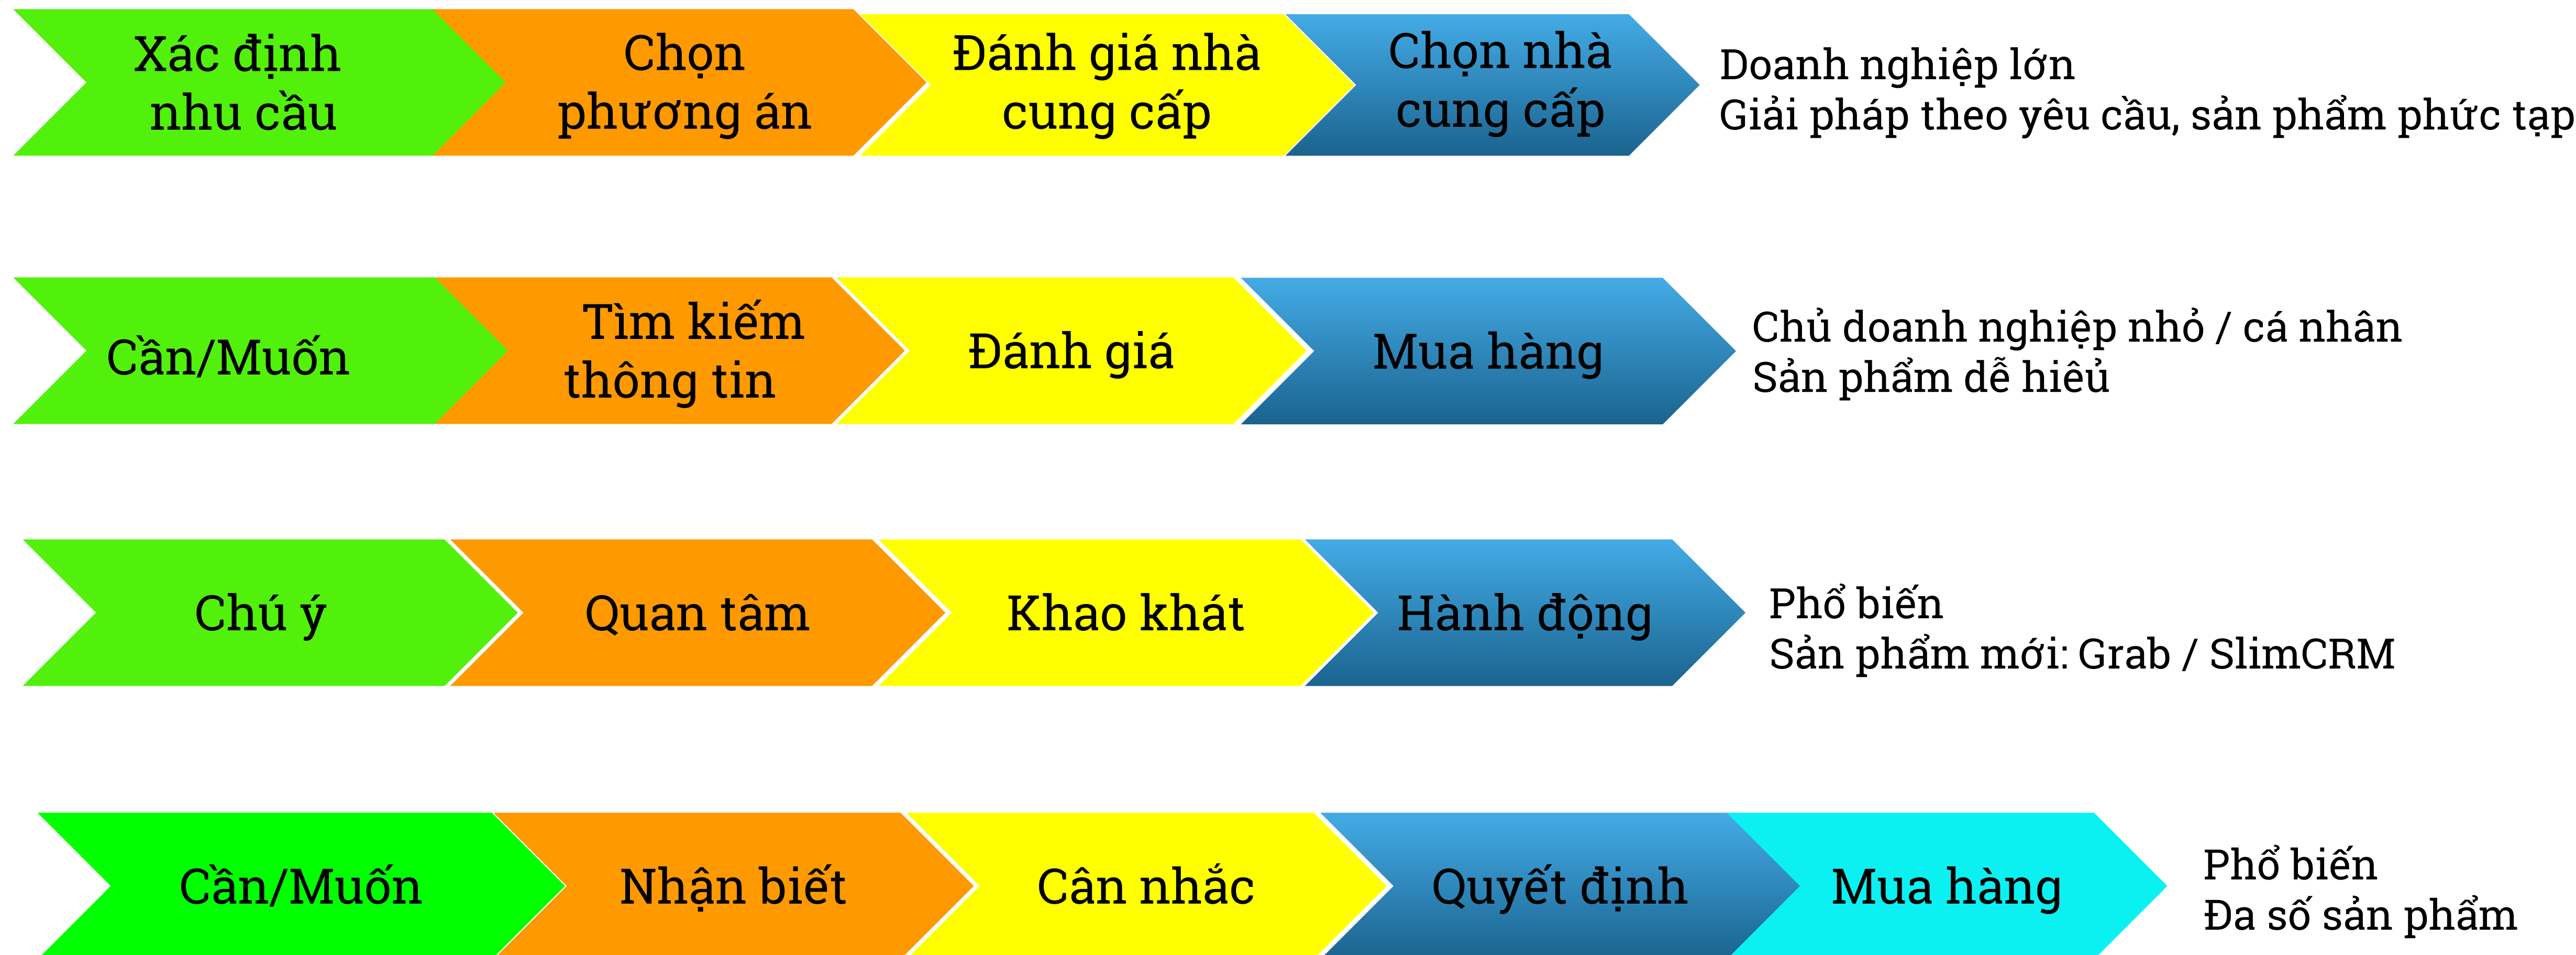 Xác định
nhu cầu
Chọn
phương án
Đánh giá nhà
cung cấp
Chọn nhà
cung cấp
Doanh nghiệp lớn
Giải pháp theo yêu cầu, sản phẩm phức tạp
Cần/Muốn
Tìm kiếm
thông tin
Đánh giá
Mua hàng
Chủ doanh nghiệp nhỏ / cá nhân
Sản phẩm dễ hiêủ
Chú ý
Quan tâm
Khao khát
Hành động
Phổ biến
Sản phẩm mới: Grab / SlimCRM
Cần/Muốn
Nhận biết
Cân nhắc
Quyết định
Mua hàng
Phổ biến
Đa số sản phẩm